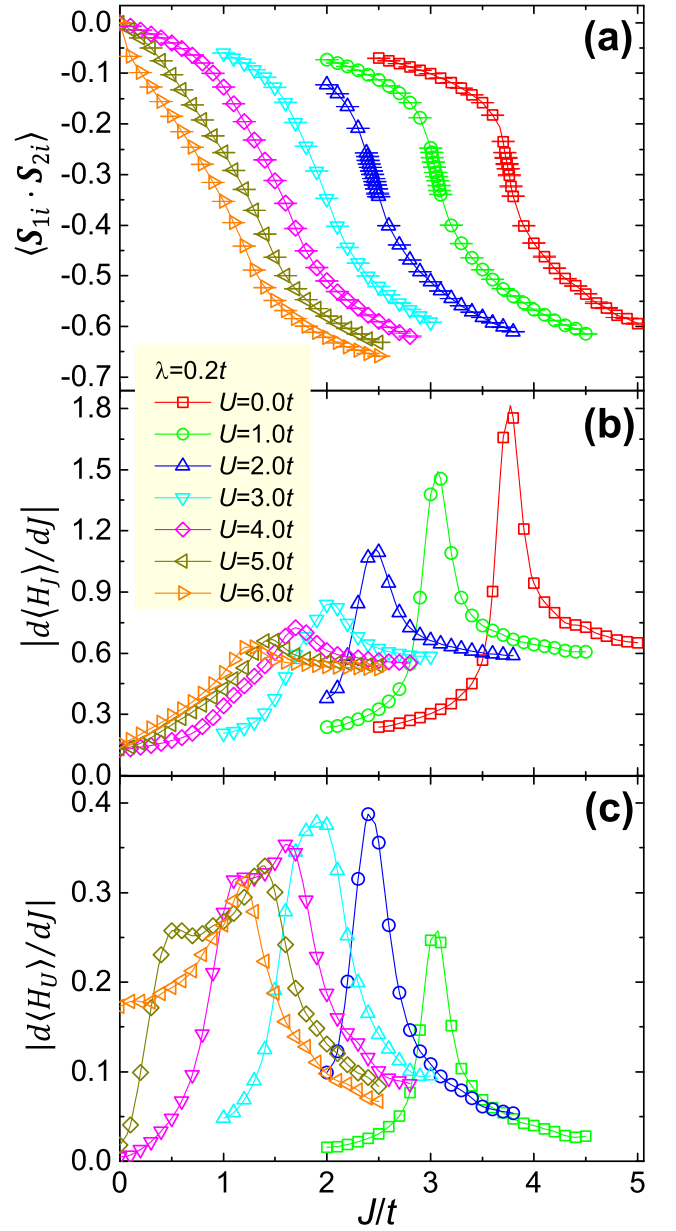 (a)
0.0
-0.1
-0.2
-0.3
-0.4
-0.5
-0.6
-0.7
⟨S1i · S2i⟩
λ=0.2t
U=0.0t
U=1.0t
U=2.0t
U=3.0t
U=4.0t
U=5.0t
U=6.0t
(b)
1.8
1.5
1.2
0.9
0.6
0.3
0.0
|d⟨HJ⟩/dJ|
(c)
0.4
0.3
0.2
0.1
0.0
|d⟨HU⟩/dJ|
0 1 2 3 4 5
J/t